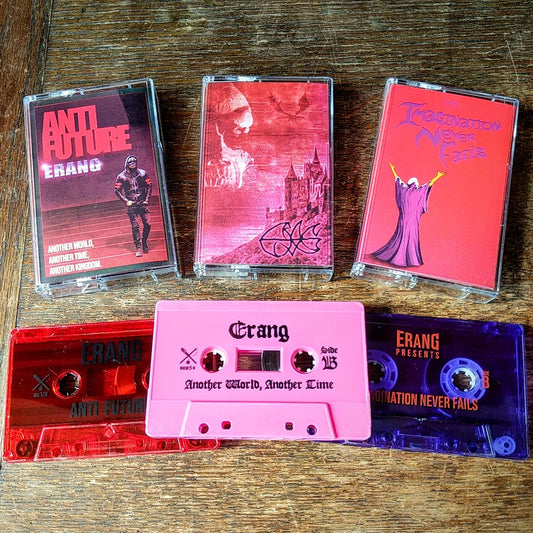 ANTI
FUTURE
ERANG
ANOTHER WORLD,
ANOTHER TIME,
ANOTHER KINGDOM.
IMAGINATION
NEVER
FAILS
ERANG
ANTI FUTURE
Erang
Side
B
Another World, Another Time
ERANG
PRESENTS
B
IMAGINATION NEVER FAILS